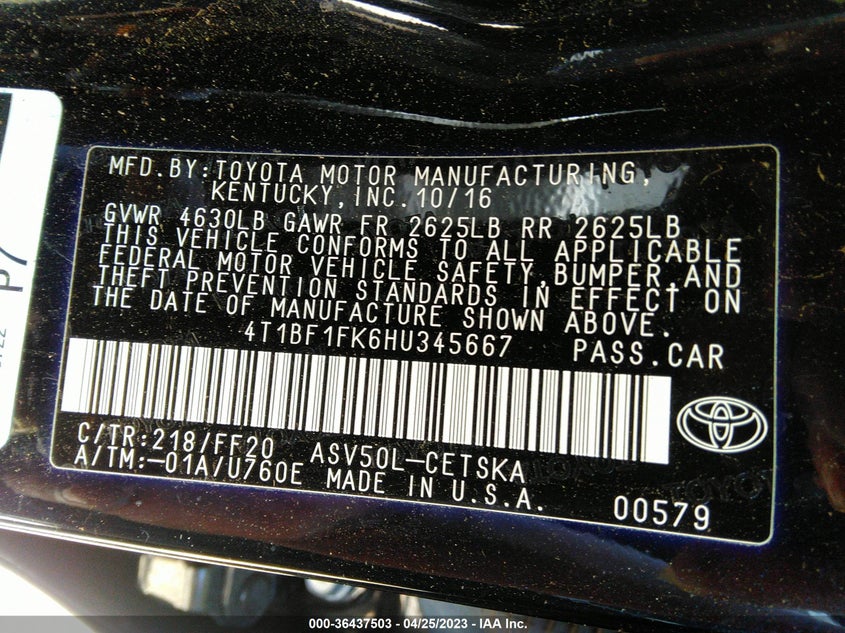 MFD.BY:TOYOTA MOTOR MANUFACTURING,
KENTUCKY,INC.10/16
GVWR 4630LB GAWR FR 2625LB RR 2625LB
THIS VEHICLE CONFORMS TO ALL APPLICABLE
FEDERAL MOTOR VEHICLE SAFETY,BUMPER,AND
THEFT PREVENTION STANDARDS IN EFFECT ON
THE DATE OF MANUFACTURE SHOWN ABOVE.
4T1BF1FK6HU345667 PASS.CAR
C/TR:218/FF20 ASV50L-CETSKA
A/TM:-01A/U760E MADE IN U.S.A.
00579
P7
000-36437503 - 04/25/2023 - IAA Inc.